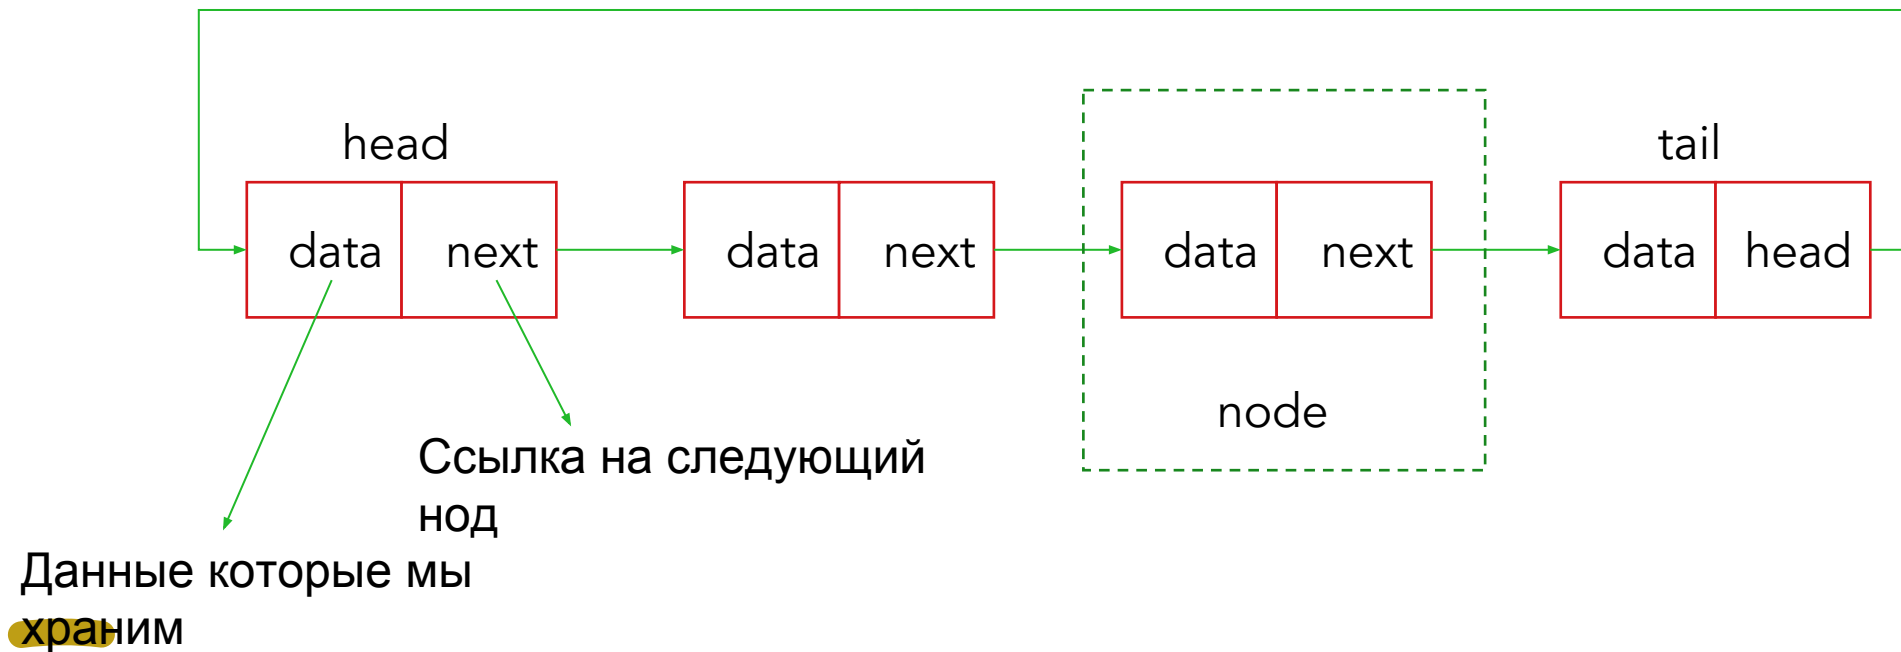 head
tail
data next data next data next data head
node
Ссылка на следующий
нод
Данные которые мы
храним